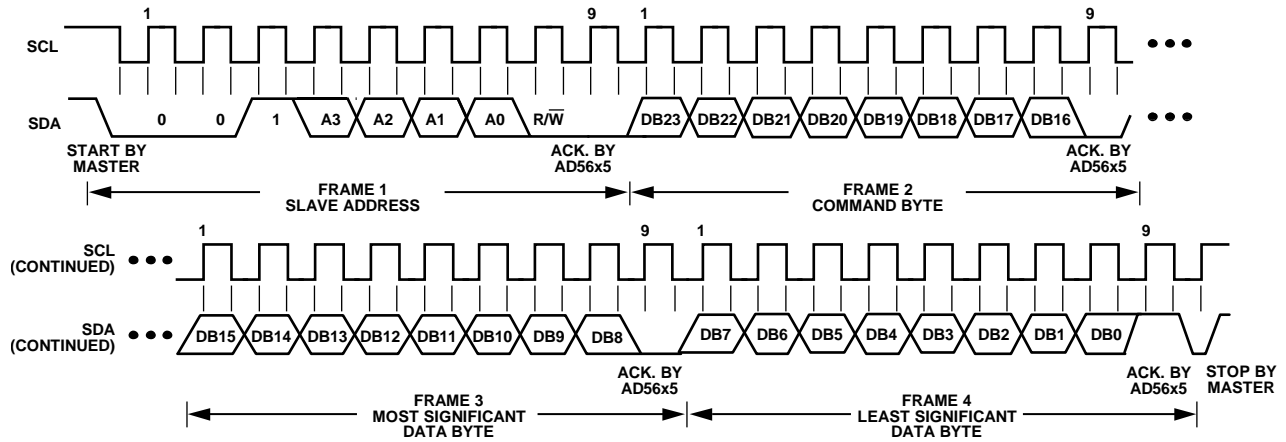 1 9 1 9
SCL
SDA 0 0 1 A3 A2 A1 A0 R/W̅ DB23 DB22 DB21 DB20 DB19 DB18 DB17 DB16
START BY
MASTER
ACK. BY
AD56x5
ACK. BY
AD56x5
FRAME 1
SLAVE ADDRESS
FRAME 2
COMMAND BYTE
1 9 1 9
SCL
(CONTINUED)
SDA
(CONTINUED)
DB15 DB14 DB13 DB12 DB11 DB10 DB9 DB8 DB7 DB6 DB5 DB4 DB3 DB2 DB1 DB0
ACK. BY
AD56x5
ACK. BY
AD56x5
STOP BY
MASTER
FRAME 3
MOST SIGNIFICANT
DATA BYTE
FRAME 4
LEAST SIGNIFICANT
DATA BYTE